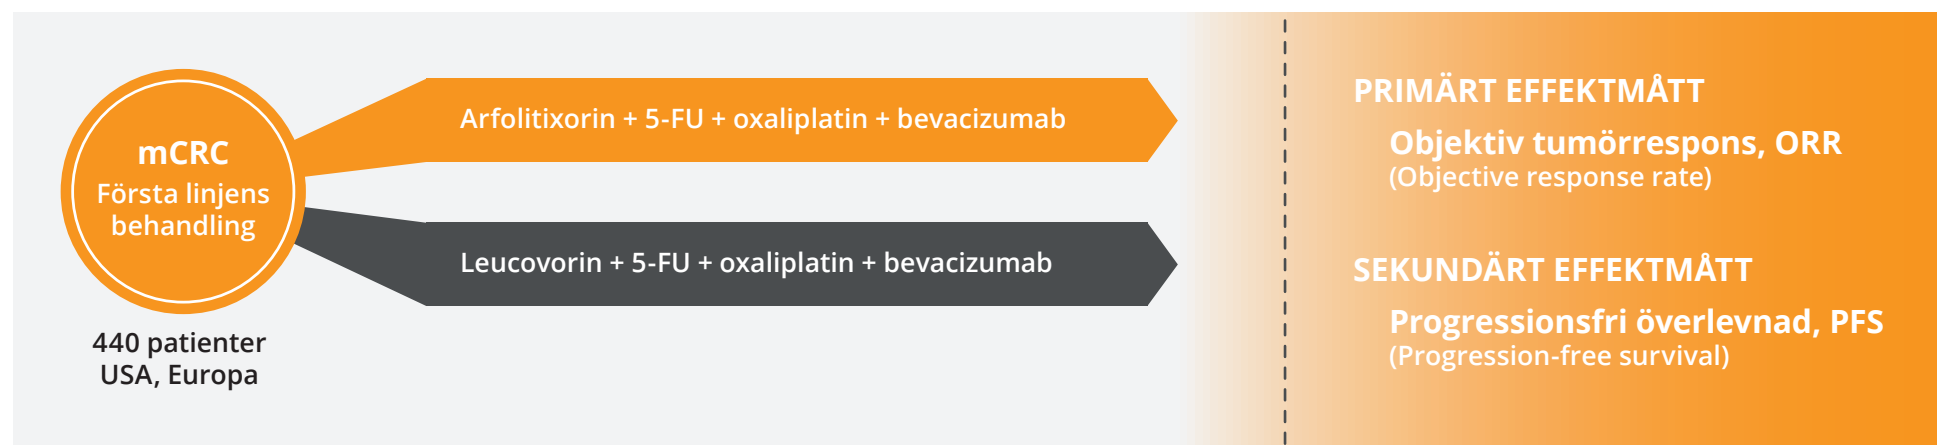 mCRC
Första linjens
behandling
440 patienter
USA, Europa
Arfolitixorin + 5-FU + oxaliplatin + bevacizumab
Leucovorin + 5-FU + oxaliplatin + bevacizumab
PRIMÄRT EFFEKTMÅTT
Objektiv tumörrespons, ORR
(Objective response rate)
SEKUNDÄRT EFFEKTMÅTT
Progressionsfri överlevnad, PFS
(Progression-free survival)